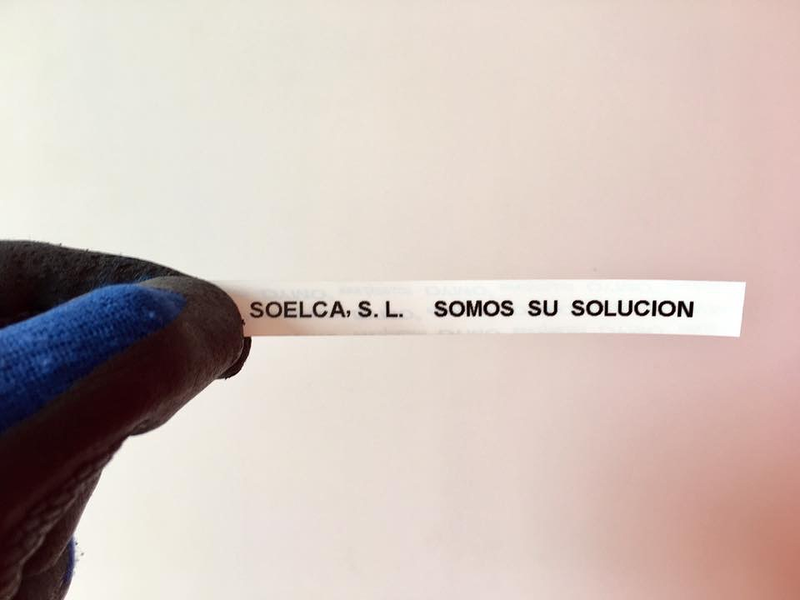 SOELCA, S. L. SOMOS SU SOLUCION